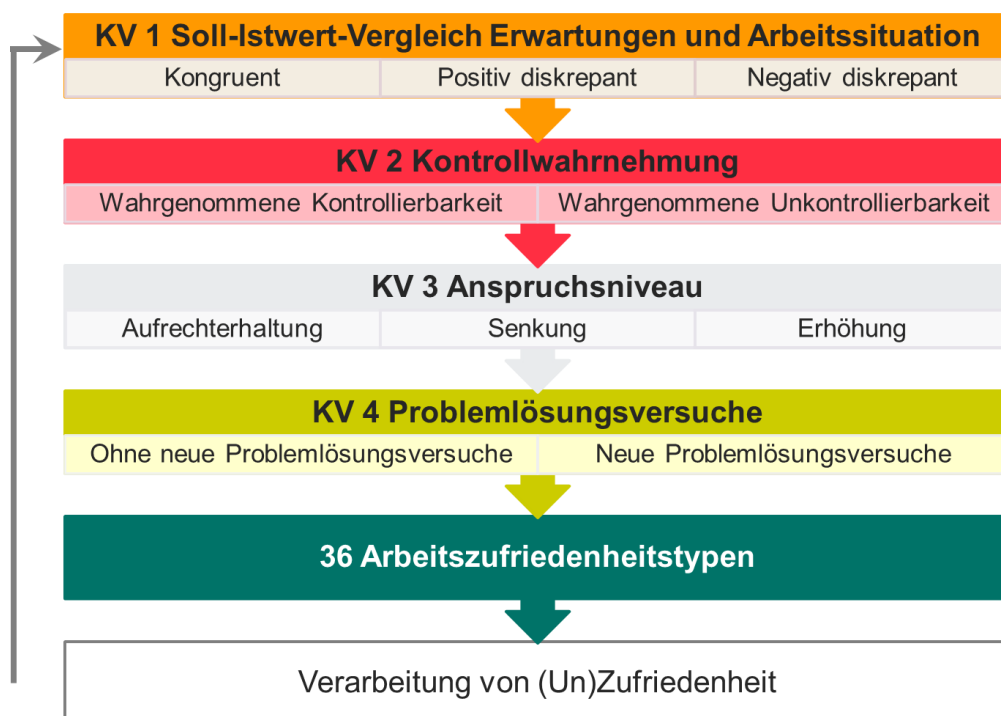 KV 1 Soll-Istwert-Vergleich Erwartungen und Arbeitssituation
Kongruent
Positiv diskrepant
Negativ diskrepant
KV 2 Kontrollwahrnehmung
Wahrgenommene Kontrollierbarkeit
Wahrgenommene Unkontrollierbarkeit
KV 3 Anspruchsniveau
Aufrechterhaltung
Senkung
Erhöhung
KV 4 Problemlösungsversuche
Ohne neue Problemlösungsversuche
Neue Problemlösungsversuche
36 Arbeitszufriedenheitstypen
Verarbeitung von (Un)Zufriedenheit